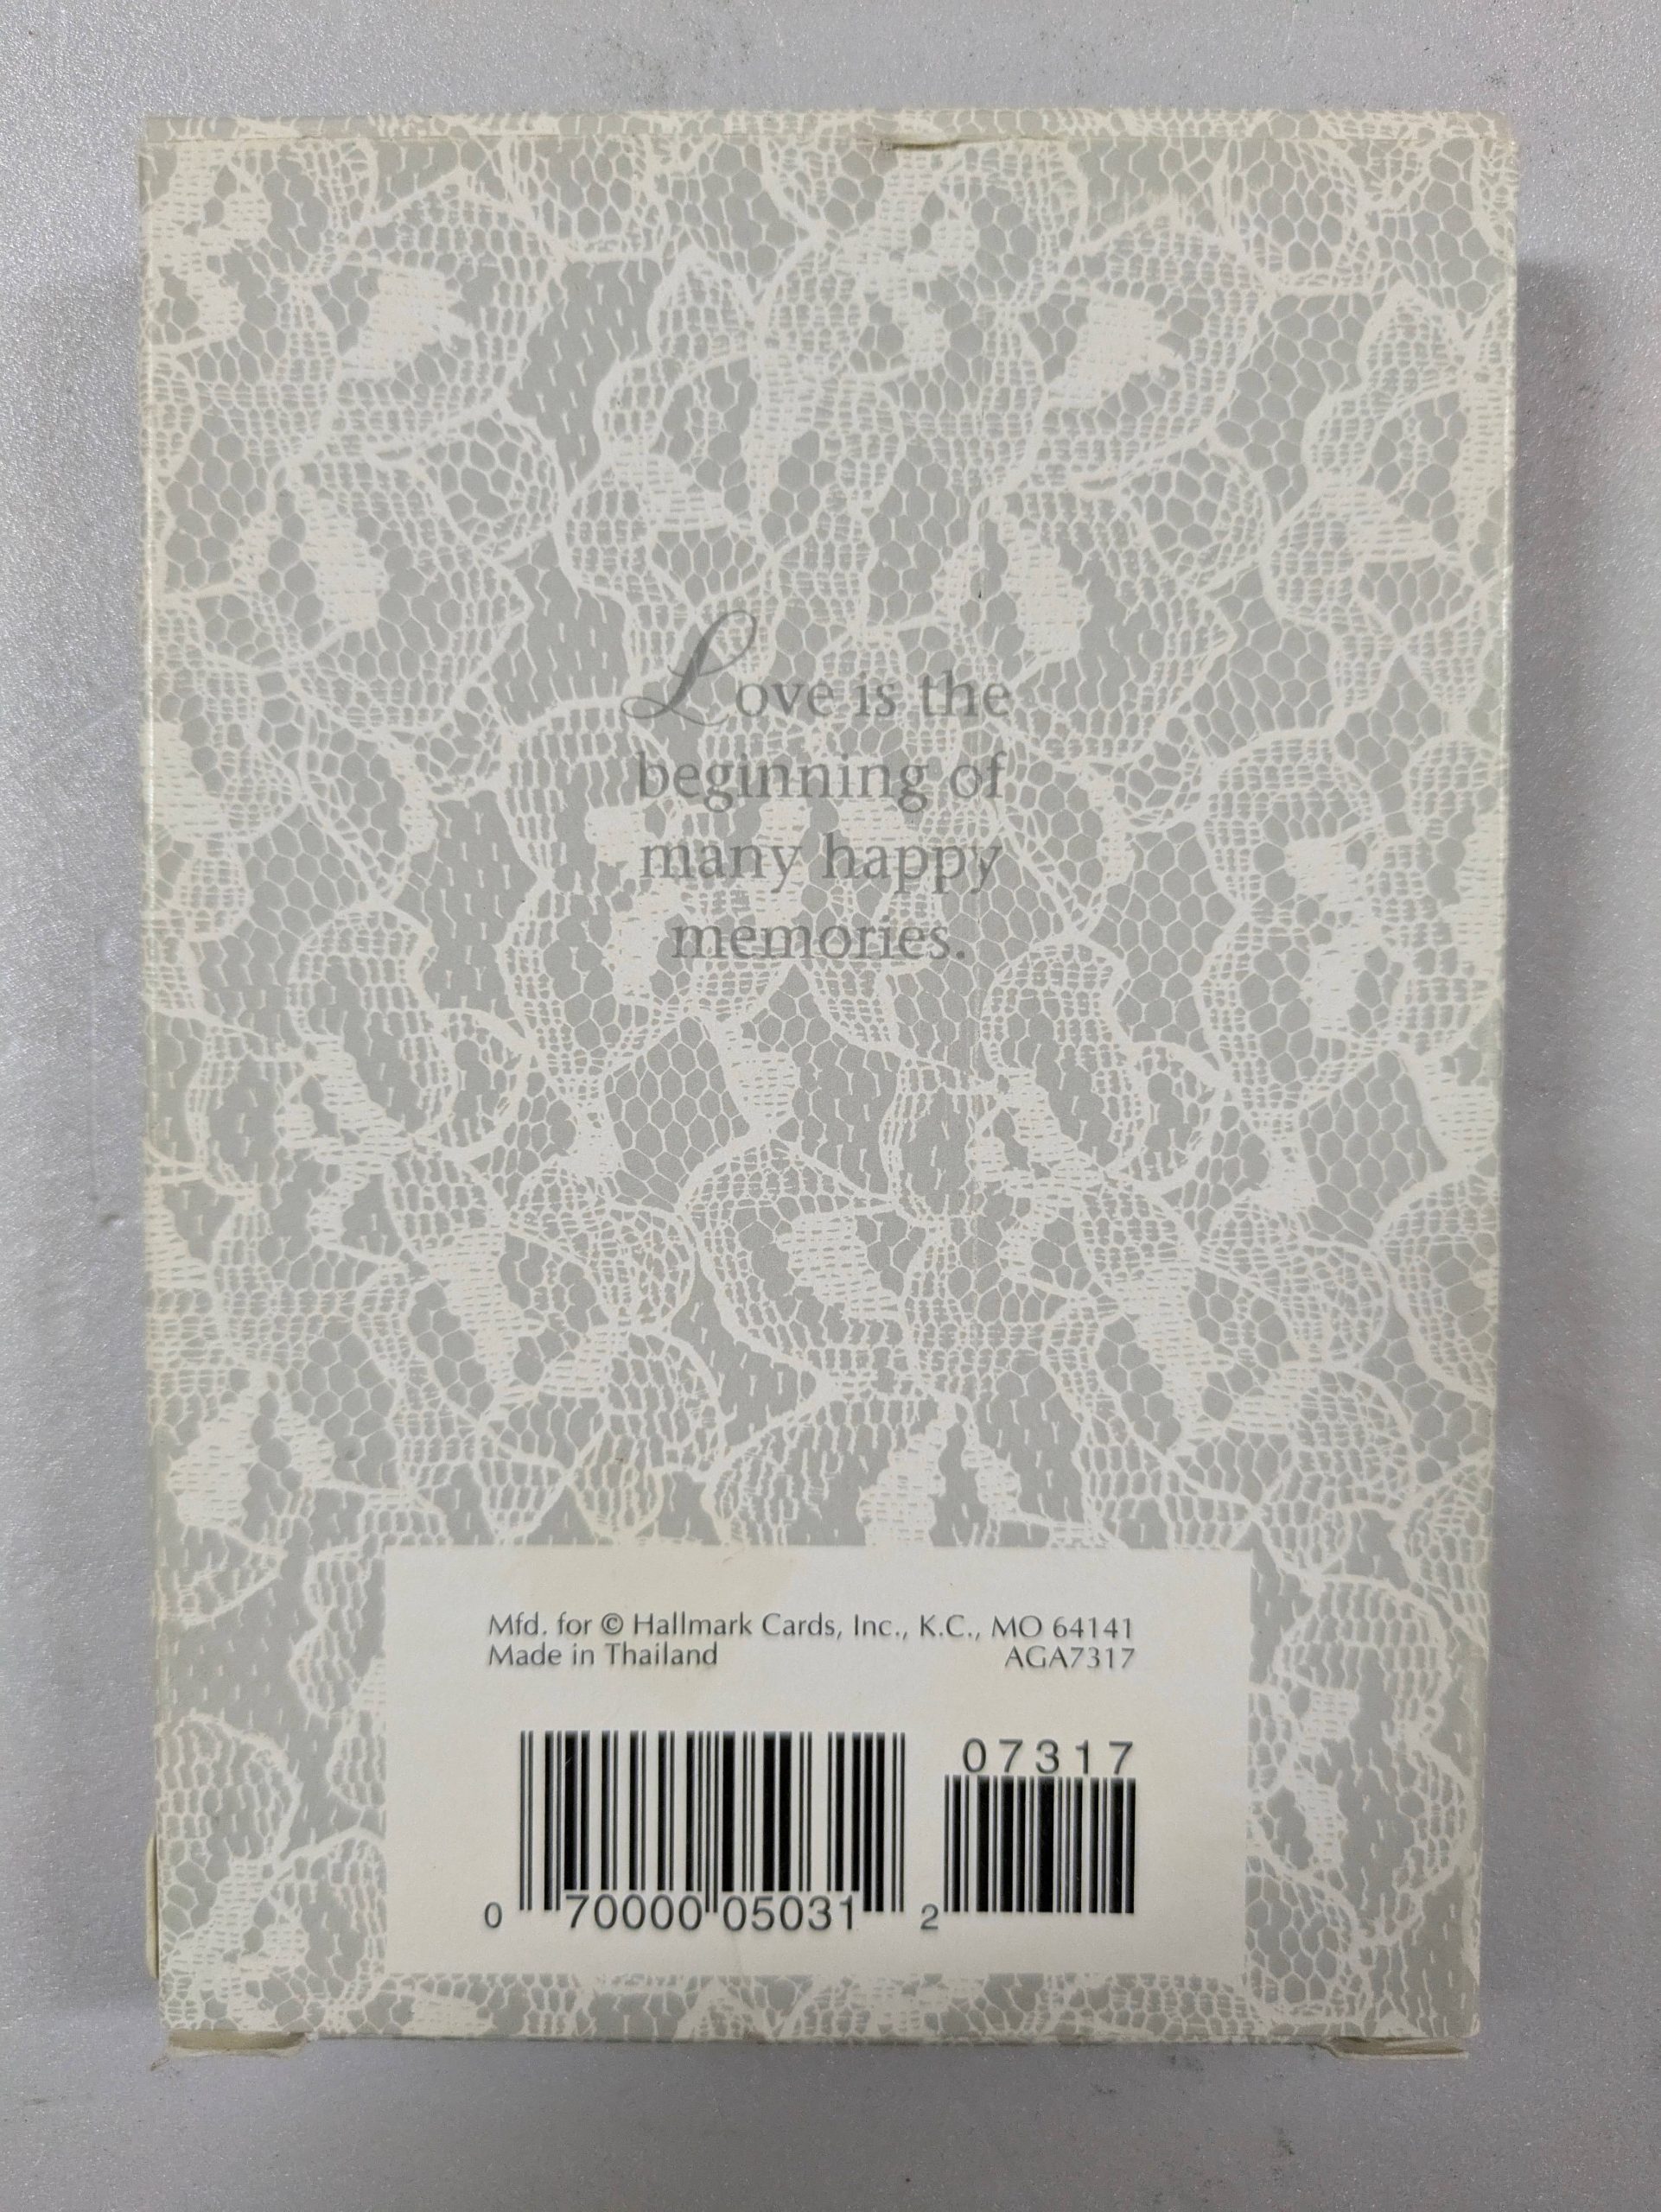 Love is the
beginning of
many happy
memories.
Mfd. for © Hallmark Cards, Inc., K.C., MO 64141
Made in Thailand AGA7317
07317
0 70000 05031 2